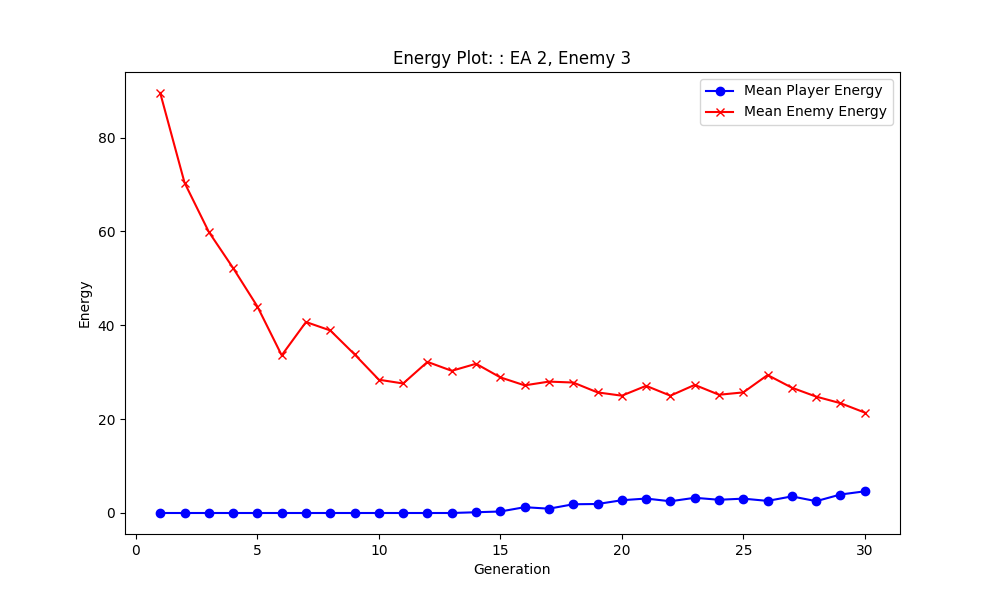 Energy Plot: : EA 2, Enemy 3
Mean Player Energy
Mean Enemy Energy
Energy
80
60
40
20
0
0 5 10 15 20 25 30
Generation